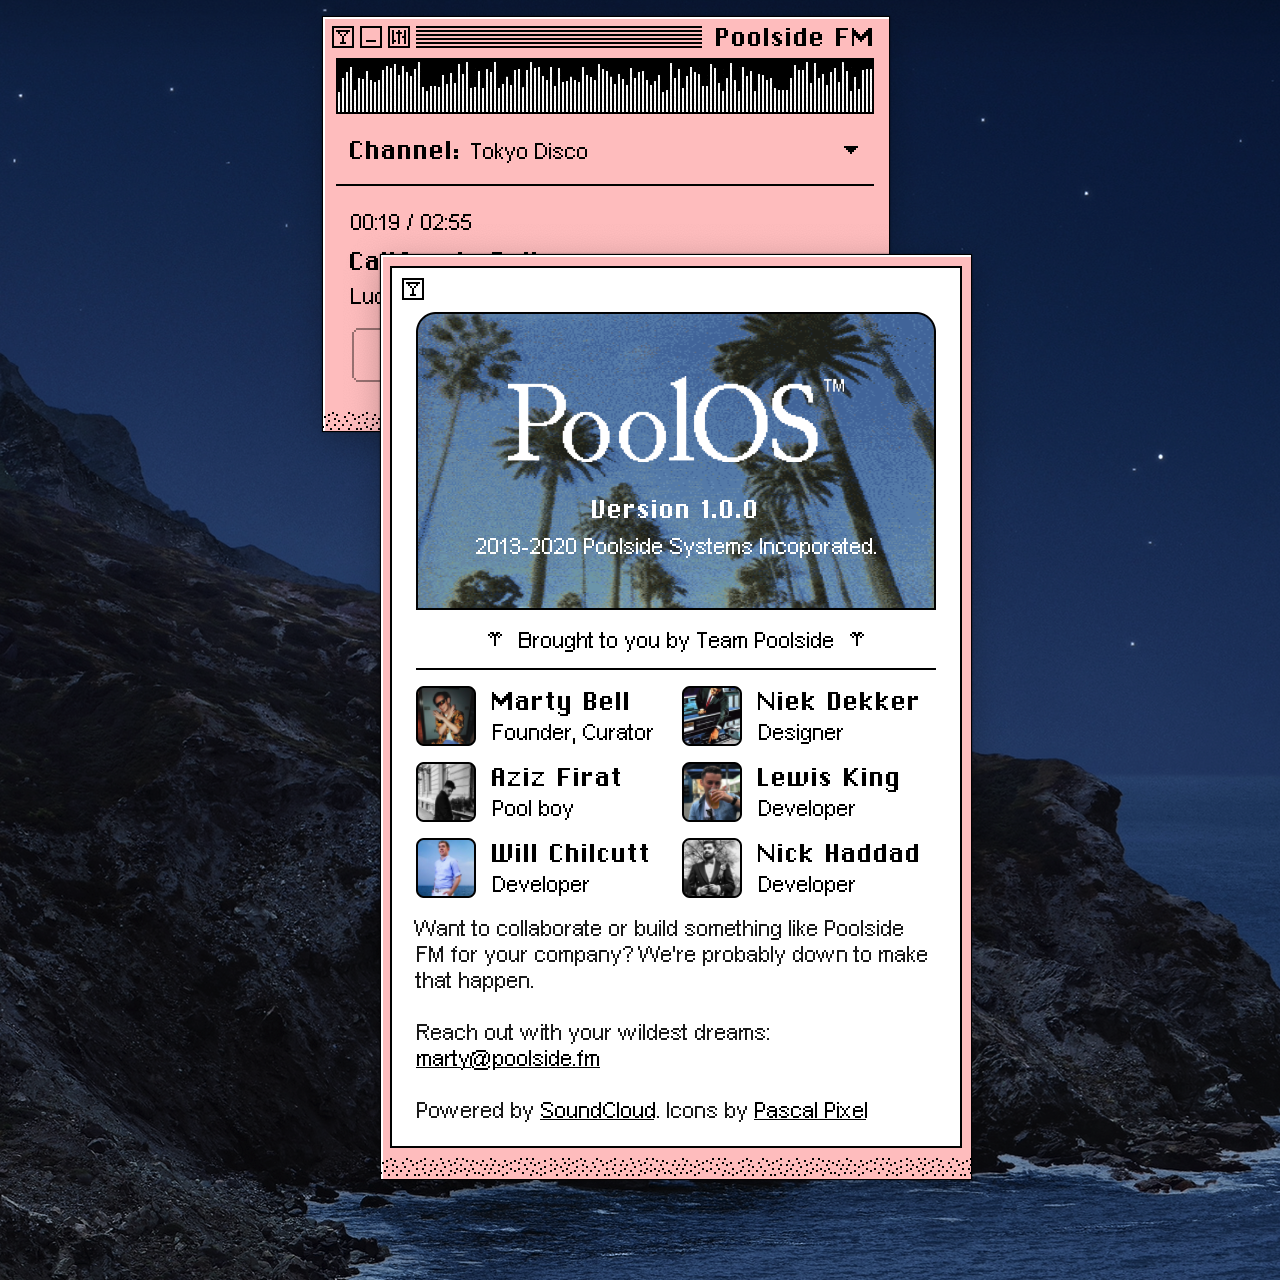 Poolside FM
Channel: Tokyo Disco
00:19 / 02:55
PoolOS™
Version 1.0.0
2013-2020 Poolside Systems Incoporated.
Brought to you by Team Poolside
Marty Bell
Founder, Curator
Niek Dekker
Designer
Aziz Firat
Pool boy
Lewis King
Developer
Will Chilcutt
Developer
Nick Haddad
Developer
Want to collaborate or build something like Poolside
FM for your company? We're probably down to make
that happen.
Reach out with your wildest dreams:
marty@poolside.fm
Powered by SoundCloud. Icons by Pascal Pixel